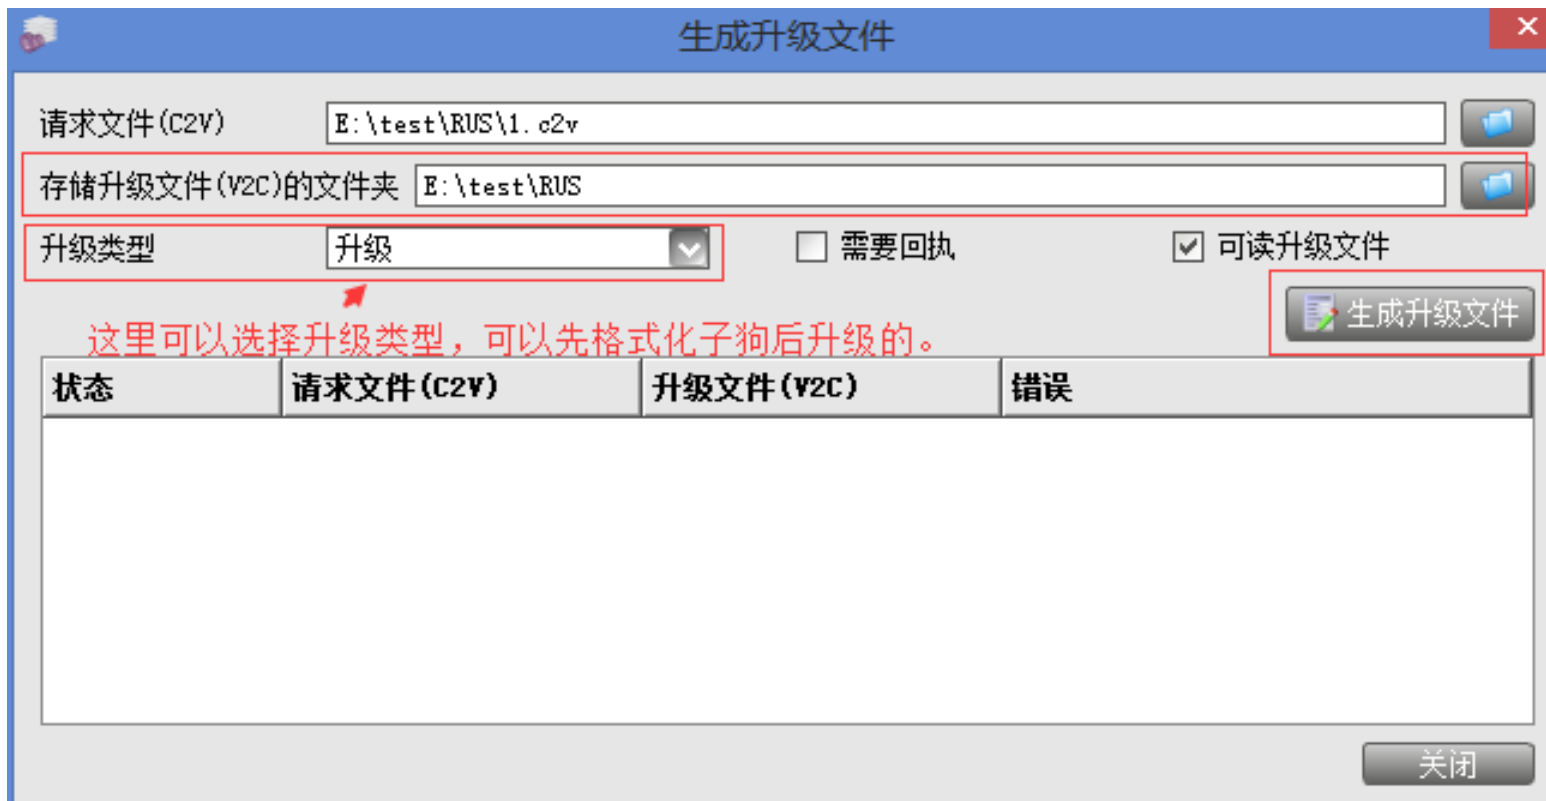 生成升级文件
请求文件(C2V) E:\test\RUS\1.c2v
存储升级文件(V2C)的文件夹 E:\test\RUS
升级类型 升级 需要回执 可读升级文件
生成升级文件
这里可以选择升级类型，可以先格式化子狗后升级的。
状态 请求文件(C2V) 升级文件(V2C) 错误
关闭